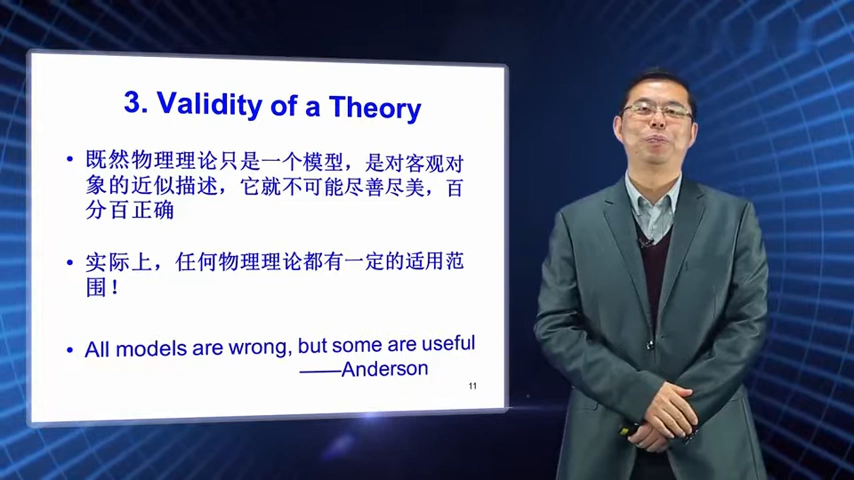 3. Validity of a Theory
• 既然物理理论只是一个模型，是对客观对
象的近似描述，它就不可能尽善尽美，百
分百正确
• 实际上，任何物理理论都有一定的适用范
围！
• All models are wrong, but some are useful
——Anderson
11